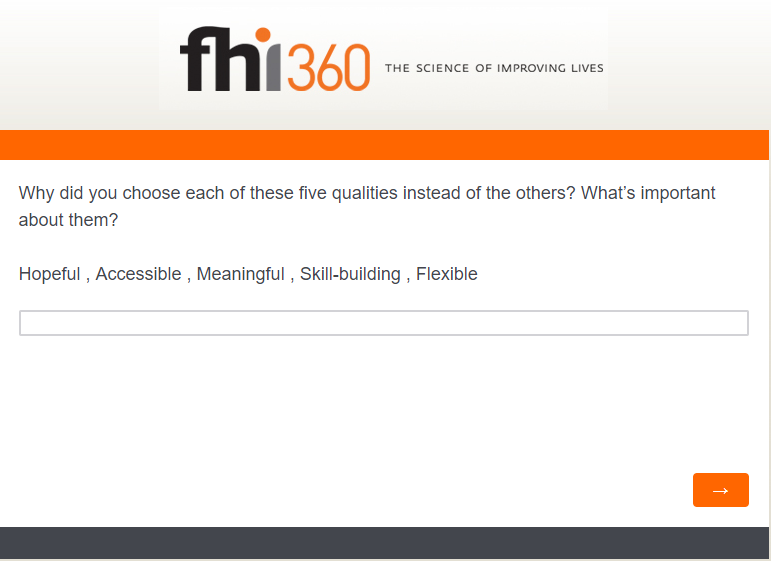 fhi360 THE SCIENCE OF IMPROVING LIVES
Why did you choose each of these five qualities instead of the others? What’s important
about them?
Hopeful , Accessible , Meaningful , Skill-building , Flexible
→